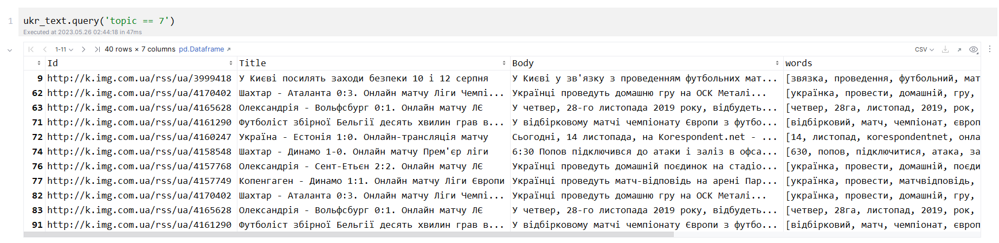 1 ukr_text.query('topic == 7')
Executed at 2023.05.26 02:44:18 in 47ms
1-11 40 rows × 7 columns pd.Dataframe CSV
Id Title Body words
9 http://k.img.com.ua/rss/ua/3999418 У Києві посилять заходи безпеки 10 і 12 серпня У Києві у зв'язку з проведенням футбольних мат... [звязка, проведення, футбольний, мат
62 http://k.img.com.ua/rss/ua/4170402 Шахтар - Аталанта 0:3. Онлайн матчу Ліги Чемпі... Українці проведуть домашню гру на ОСК Металі... [українка, провести, домашній, гру,
63 http://k.img.com.ua/rss/ua/4165628 Олександрія - Вольфсбург 0:1. Онлайн матчу ЛЄ У четвер, 28-го листопада 2019 року, відбудеть... [четвер, 28га, листопад, 2019, рок,
71 http://k.img.com.ua/rss/ua/4161290 Футболіст збірної Бельгії десять хвилин грав в... У відбірковому матчі чемпіонату Європи з футбо... [відбірковий, матч, чемпіонат, європ
72 http://k.img.com.ua/rss/ua/4160247 Україна - Естонія 1:0. Онлайн-трансляція матчу Сьогодні, 14 листопада, на Korespondent.net - ... [14, листопад, korespondentnet, онла
74 http://k.img.com.ua/rss/ua/4158548 Шахтар - Динамо 1-0. Онлайн матчу Прем'єр ліги 6:30 Попов підключився до атаки і заліз в офса... [630, попов, підключитися, атака, за
76 http://k.img.com.ua/rss/ua/4157768 Олександрія - Сент-Етьєн 2:2. Онлайн матчу ЛЄ Українці проведуть домашній поєдинок на стадіо... [українка, провести, домашній, поєди
77 http://k.img.com.ua/rss/ua/4157749 Копенгаген - Динамо 1:1. Онлайн матчу Ліги Європи Українці проведуть матч-відповідь на арені Пар... [українка, провести, матчвідповідь,
82 http://k.img.com.ua/rss/ua/4170402 Шахтар - Аталанта 0:3. Онлайн матчу Ліги Чемпі... Українці проведуть домашню гру на ОСК Металі... [українка, провести, домашній, гру,
83 http://k.img.com.ua/rss/ua/4165628 Олександрія - Вольфсбург 0:1. Онлайн матчу ЛЄ У четвер, 28-го листопада 2019 року, відбудеть... [четвер, 28га, листопад, 2019, рок,
91 http://k.img.com.ua/rss/ua/4161290 Футболіст збірної Бельгії десять хвилин грав в... У відбірковому матчі чемпіонату Європи з футбо... [відбірковий, матч, чемпіонат, європ